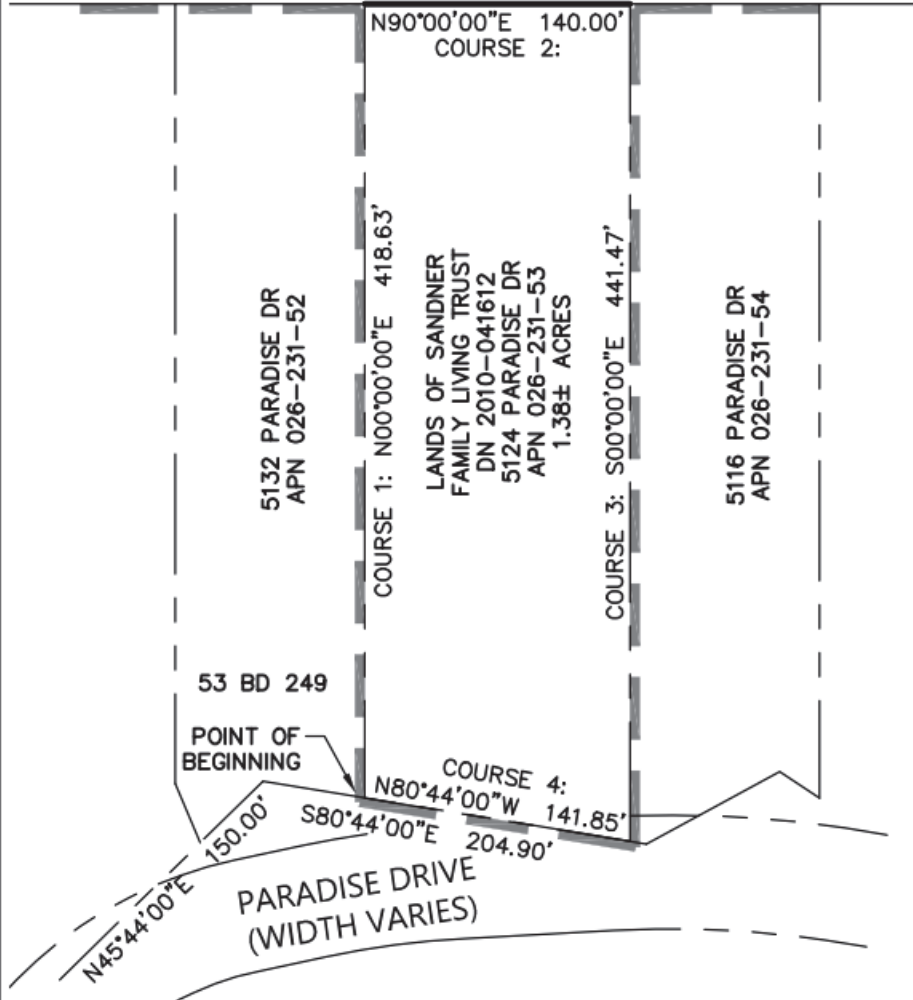 N90°00'00"E 140.00'
COURSE 2:
5132 PARADISE DR
APN 026-231-52
COURSE 1: N00°00'00"E 418.63'
LANDS OF SANDNER
FAMILY LIVING TRUST
DN 2010-041612
5124 PARADISE DR
APN 026-231-53
1.38± ACRES
COURSE 3: S00°00'00"E 441.47'
5116 PARADISE DR
APN 026-231-54
53 BD 249
POINT OF
BEGINNING
COURSE 4:
N80°44'00"W 141.85'
S80°44'00"E 204.90'
N45°44'00"E 150.00'
PARADISE DRIVE
(WIDTH VARIES)